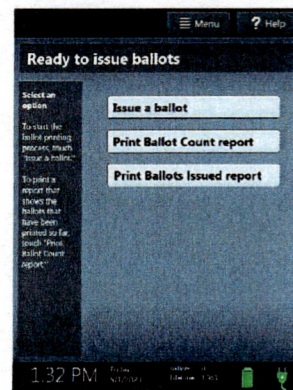 Menu
? Help
Ready to issue ballots
Select an
option
To start the
ballot printing
process, touch
"Issue a ballot."
To print a
report that
shows the
ballots that
have been
printed so far,
touch "Print
Ballot Count
report."
Issue a ballot
Print Ballot Count report
Print Ballots Issued report
1:32 PM